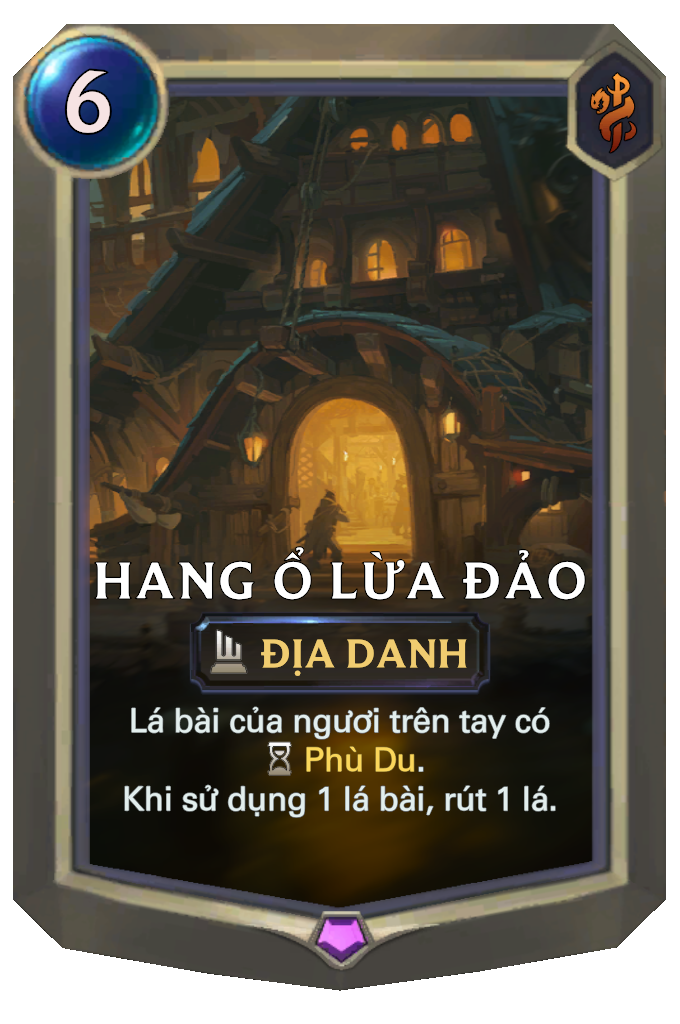 6
HANG Ổ LỪA ĐẢO
ĐỊA DANH
Lá bài của ngươi trên tay có
Phù Du.
Khi sử dụng 1 lá bài, rút 1 lá.